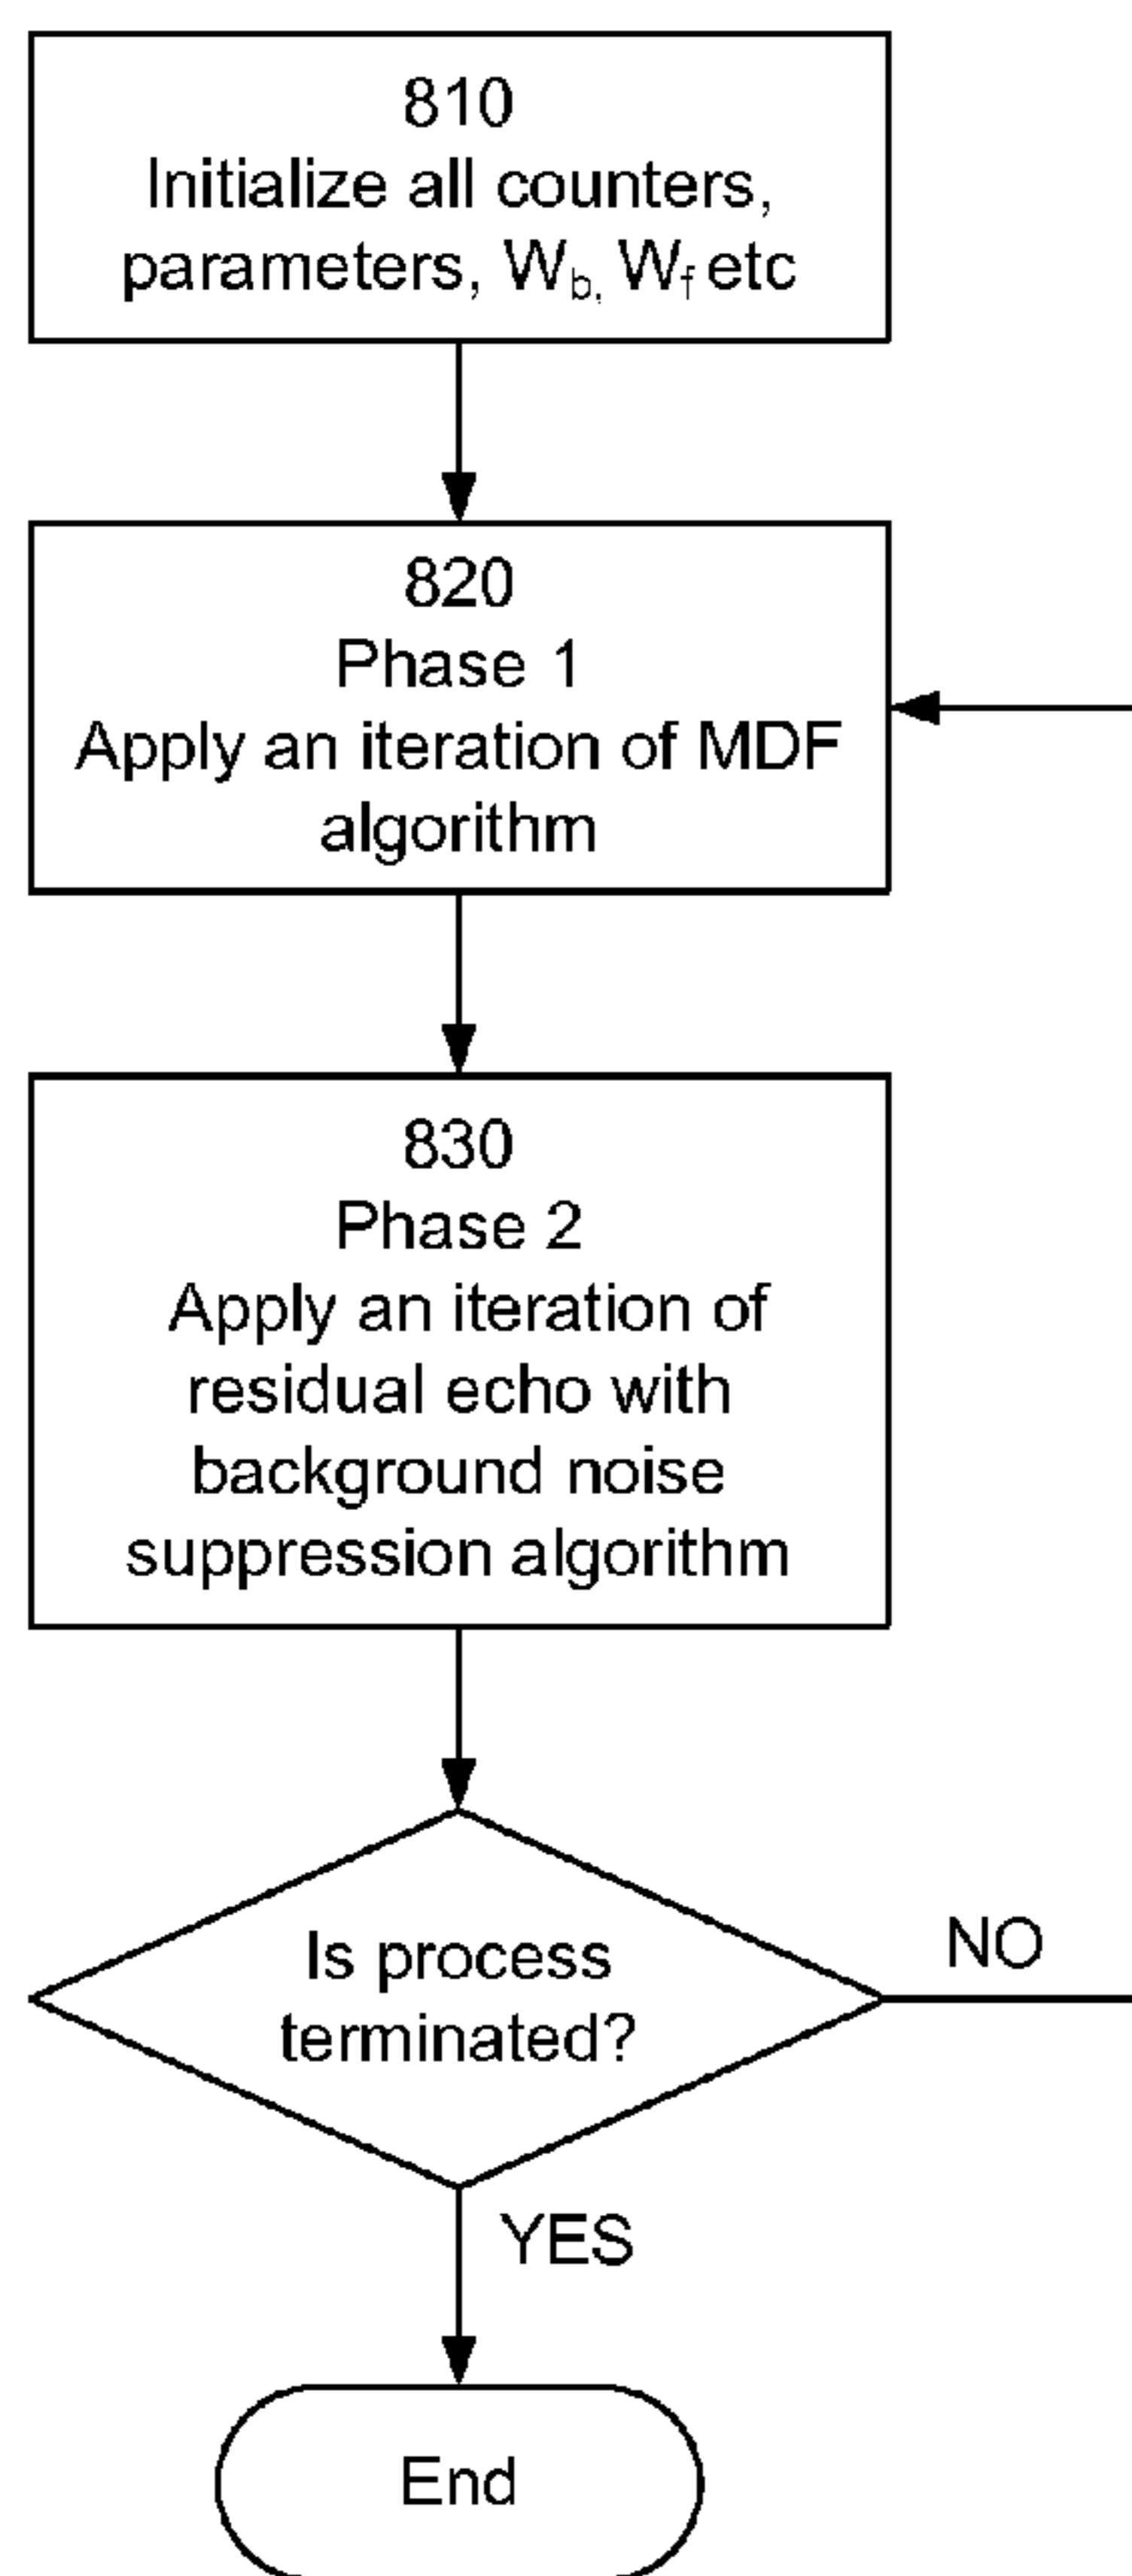 810
Initialize all counters,
parameters, Wb, Wf etc
820
Phase 1
Apply an iteration of MDF
algorithm
830
Phase 2
Apply an iteration of
residual echo with
background noise
suppression algorithm
Is process
terminated?
NO
YES
End